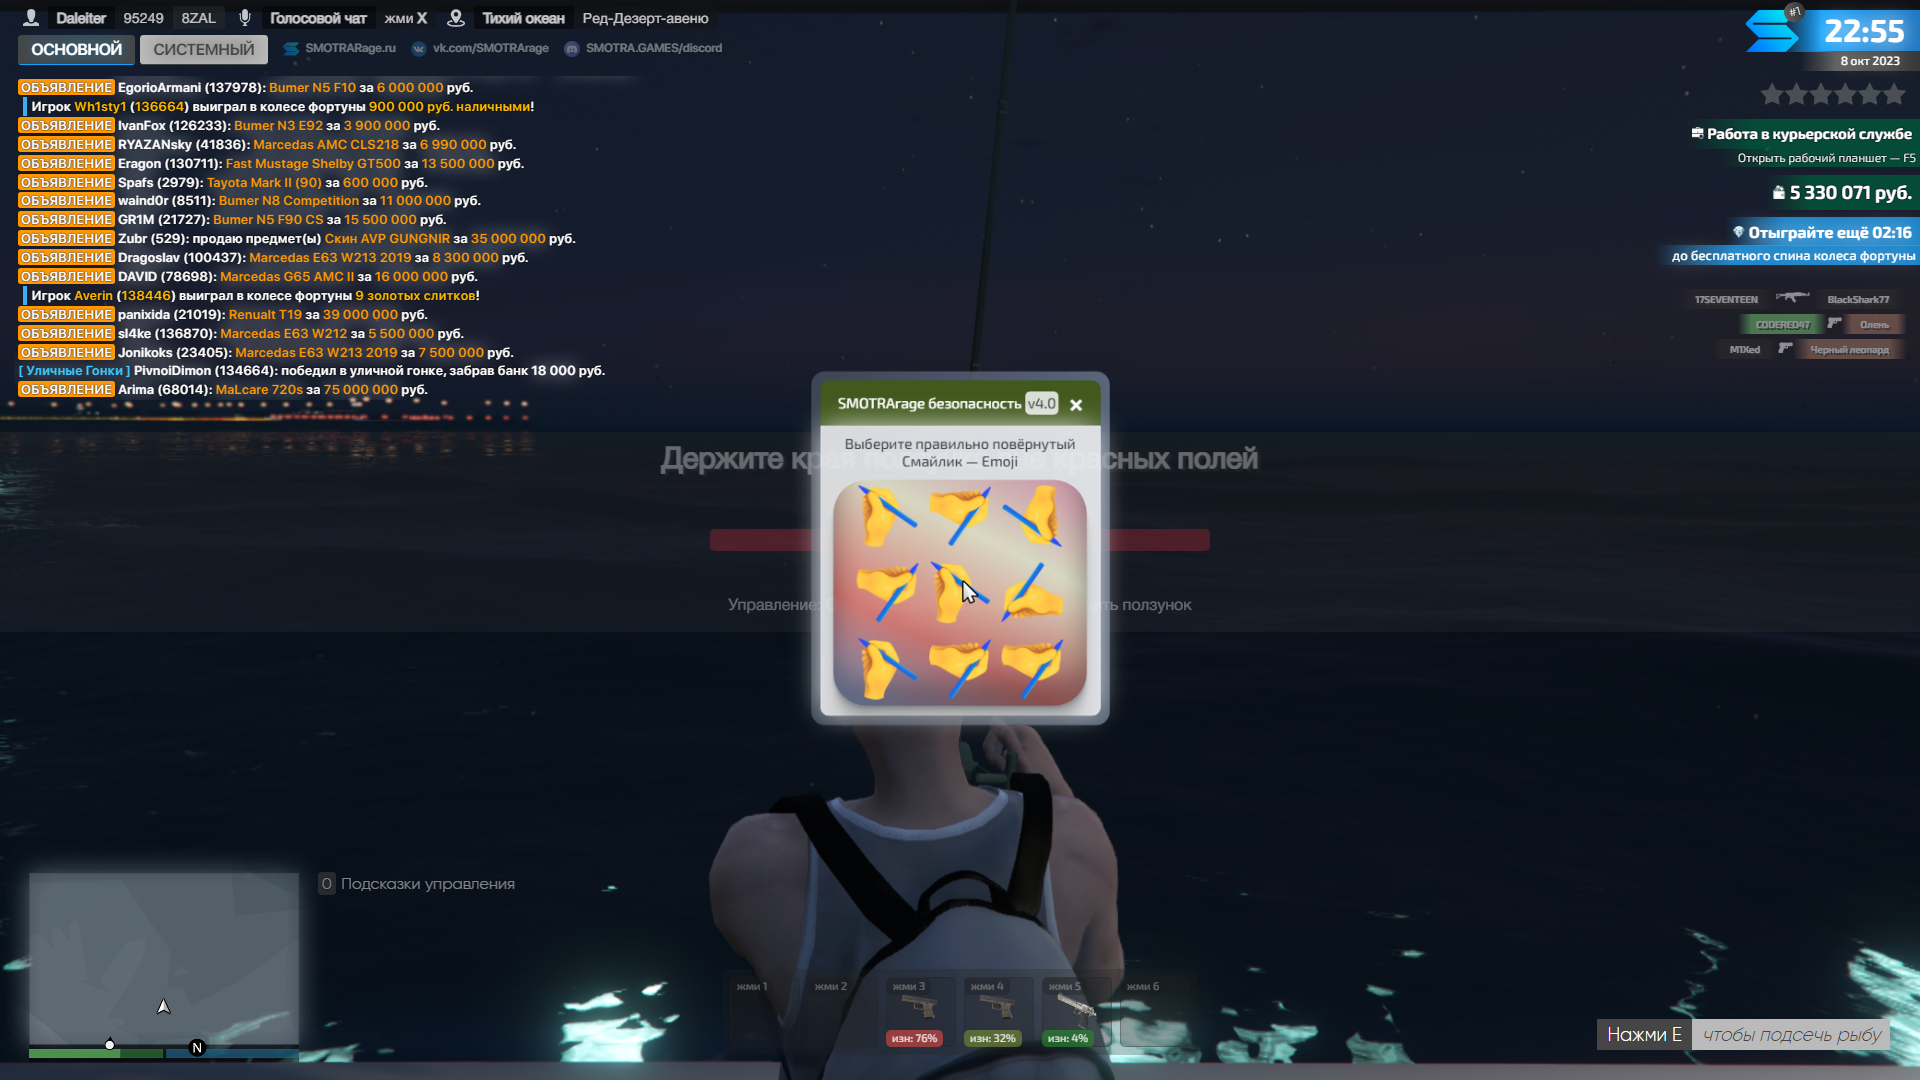 Daleiter 95249 8ZAL Голосовой чат жми X Тихий океан Ред-Дезерт-авеню
ОСНОВНОЙ СИСТЕМНЫЙ SMOTRARage.ru vk.com/SMOTRArage SMOTRA.GAMES/discord
ОБЪЯВЛЕНИЕ EgorioArmani (137978): Bumer N5 F10 за 6 000 000 руб.
Игрок Wh1sty1 (136664) выиграл в колесе фортуны 900 000 руб. наличными!
ОБЪЯВЛЕНИЕ IvanFox (126233): Bumer N3 E92 за 3 900 000 руб.
ОБЪЯВЛЕНИЕ RYAZANsky (41836): Marcedas AMC CLS218 за 6 990 000 руб.
ОБЪЯВЛЕНИЕ Eragon (130711): Fast Mustage Shelby GT500 за 13 500 000 руб.
ОБЪЯВЛЕНИЕ Spafs (2979): Tayota Mark II (90) за 600 000 руб.
ОБЪЯВЛЕНИЕ waind0r (8511): Bumer N8 Competition за 11 000 000 руб.
ОБЪЯВЛЕНИЕ GR1M (21727): Bumer N5 F90 CS за 15 500 000 руб.
ОБЪЯВЛЕНИЕ Zubr (529): продаю предмет(ы) Скин AVP GUNGNIR за 35 000 000 руб.
ОБЪЯВЛЕНИЕ Dragoslav (100437): Marcedas E63 W213 2019 за 8 300 000 руб.
ОБЪЯВЛЕНИЕ DAVID (78698): Marcedas G65 AMC II за 16 000 000 руб.
Игрок Averin (138446) выиграл в колесе фортуны 9 золотых слитков!
ОБЪЯВЛЕНИЕ panixida (21019): Renualt T19 за 39 000 000 руб.
ОБЪЯВЛЕНИЕ sl4ke (136870): Marcedas E63 W212 за 5 500 000 руб.
ОБЪЯВЛЕНИЕ Jonikoks (23405): Marcedas E63 W213 2019 за 7 500 000 руб.
[ Уличные Гонки ] PivnoiDimon (134664): победил в уличной гонке, забрав банк 18 000 руб.
ОБЪЯВЛЕНИЕ Arima (68014): MaLcare 720s за 75 000 000 руб.
#1
22:55
8 окт 2023
Работа в курьерской службе
Открыть рабочий планшет — F5
5 330 071 руб.
Отыграйте ещё 02:16
до бесплатного спина колеса фортуны
17SEVENTEEN BlackShark77
CODERED47 Олень
M1Xed Черный леопард
SMOTRArage безопасность v4.0
Выберите правильно повёрнутый
Смайлик — Emoji
Держите кра красных полей
Управление: ть ползунок
O Подсказки управления
N
жми 1 жми 2 жми 3 жми 4 жми 5 жми 6
изн: 76% изн: 32% изн: 4%
Нажми E чтобы подсечь рыбу